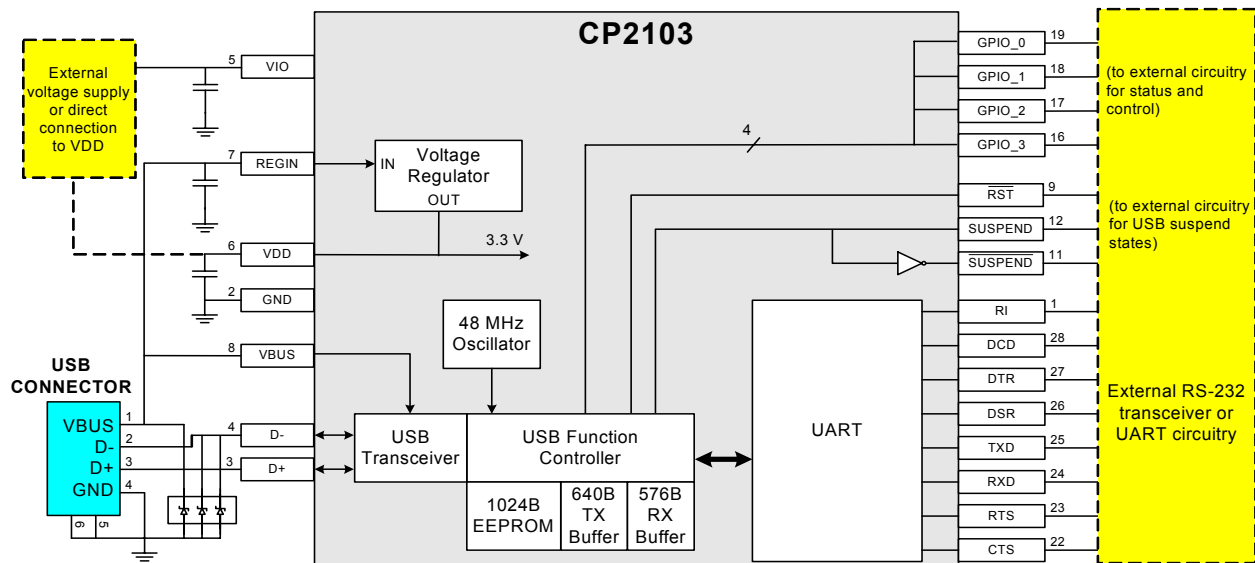 CP2103
External
voltage supply
or direct
connection
to VDD
5
VIO
7
REGIN
6
VDD
2
GND
8
VBUS
IN
Voltage
Regulator
OUT
3.3 V
48 MHz
Oscillator
USB
CONNECTOR
VBUS
D-
D+
GND
1
2
3
4
6
5
4
D-
3
D+
USB
Transceiver
USB Function
Controller
1024B
EEPROM
640B
TX
Buffer
576B
RX
Buffer
UART
4
GPIO_0
19
GPIO_1
18
GPIO_2
17
GPIO_3
16
RST
9
SUSPEND
12
SUSPEND
11
RI
1
DCD
28
DTR
27
DSR
26
TXD
25
RXD
24
RTS
23
CTS
22
(to external circuitry
for status and
control)
(to external circuitry
for USB suspend
states)
External RS-232
transceiver or
UART circuitry